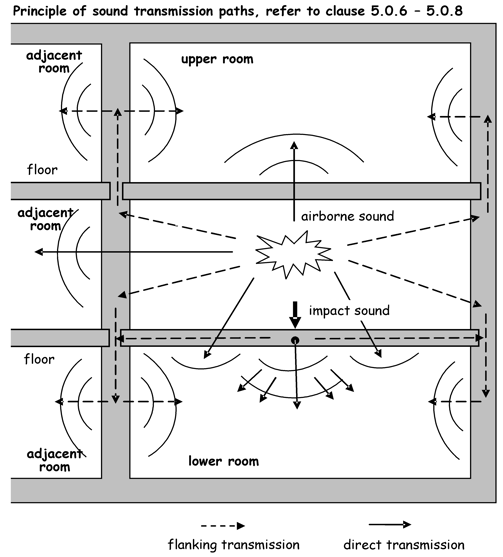 Principle of sound transmission paths, refer to clause 5.0.6 – 5.0.8
adjacent
room
upper room
floor
adjacent
room
airborne sound
impact sound
floor
adjacent
room
lower room
flanking transmission
direct transmission